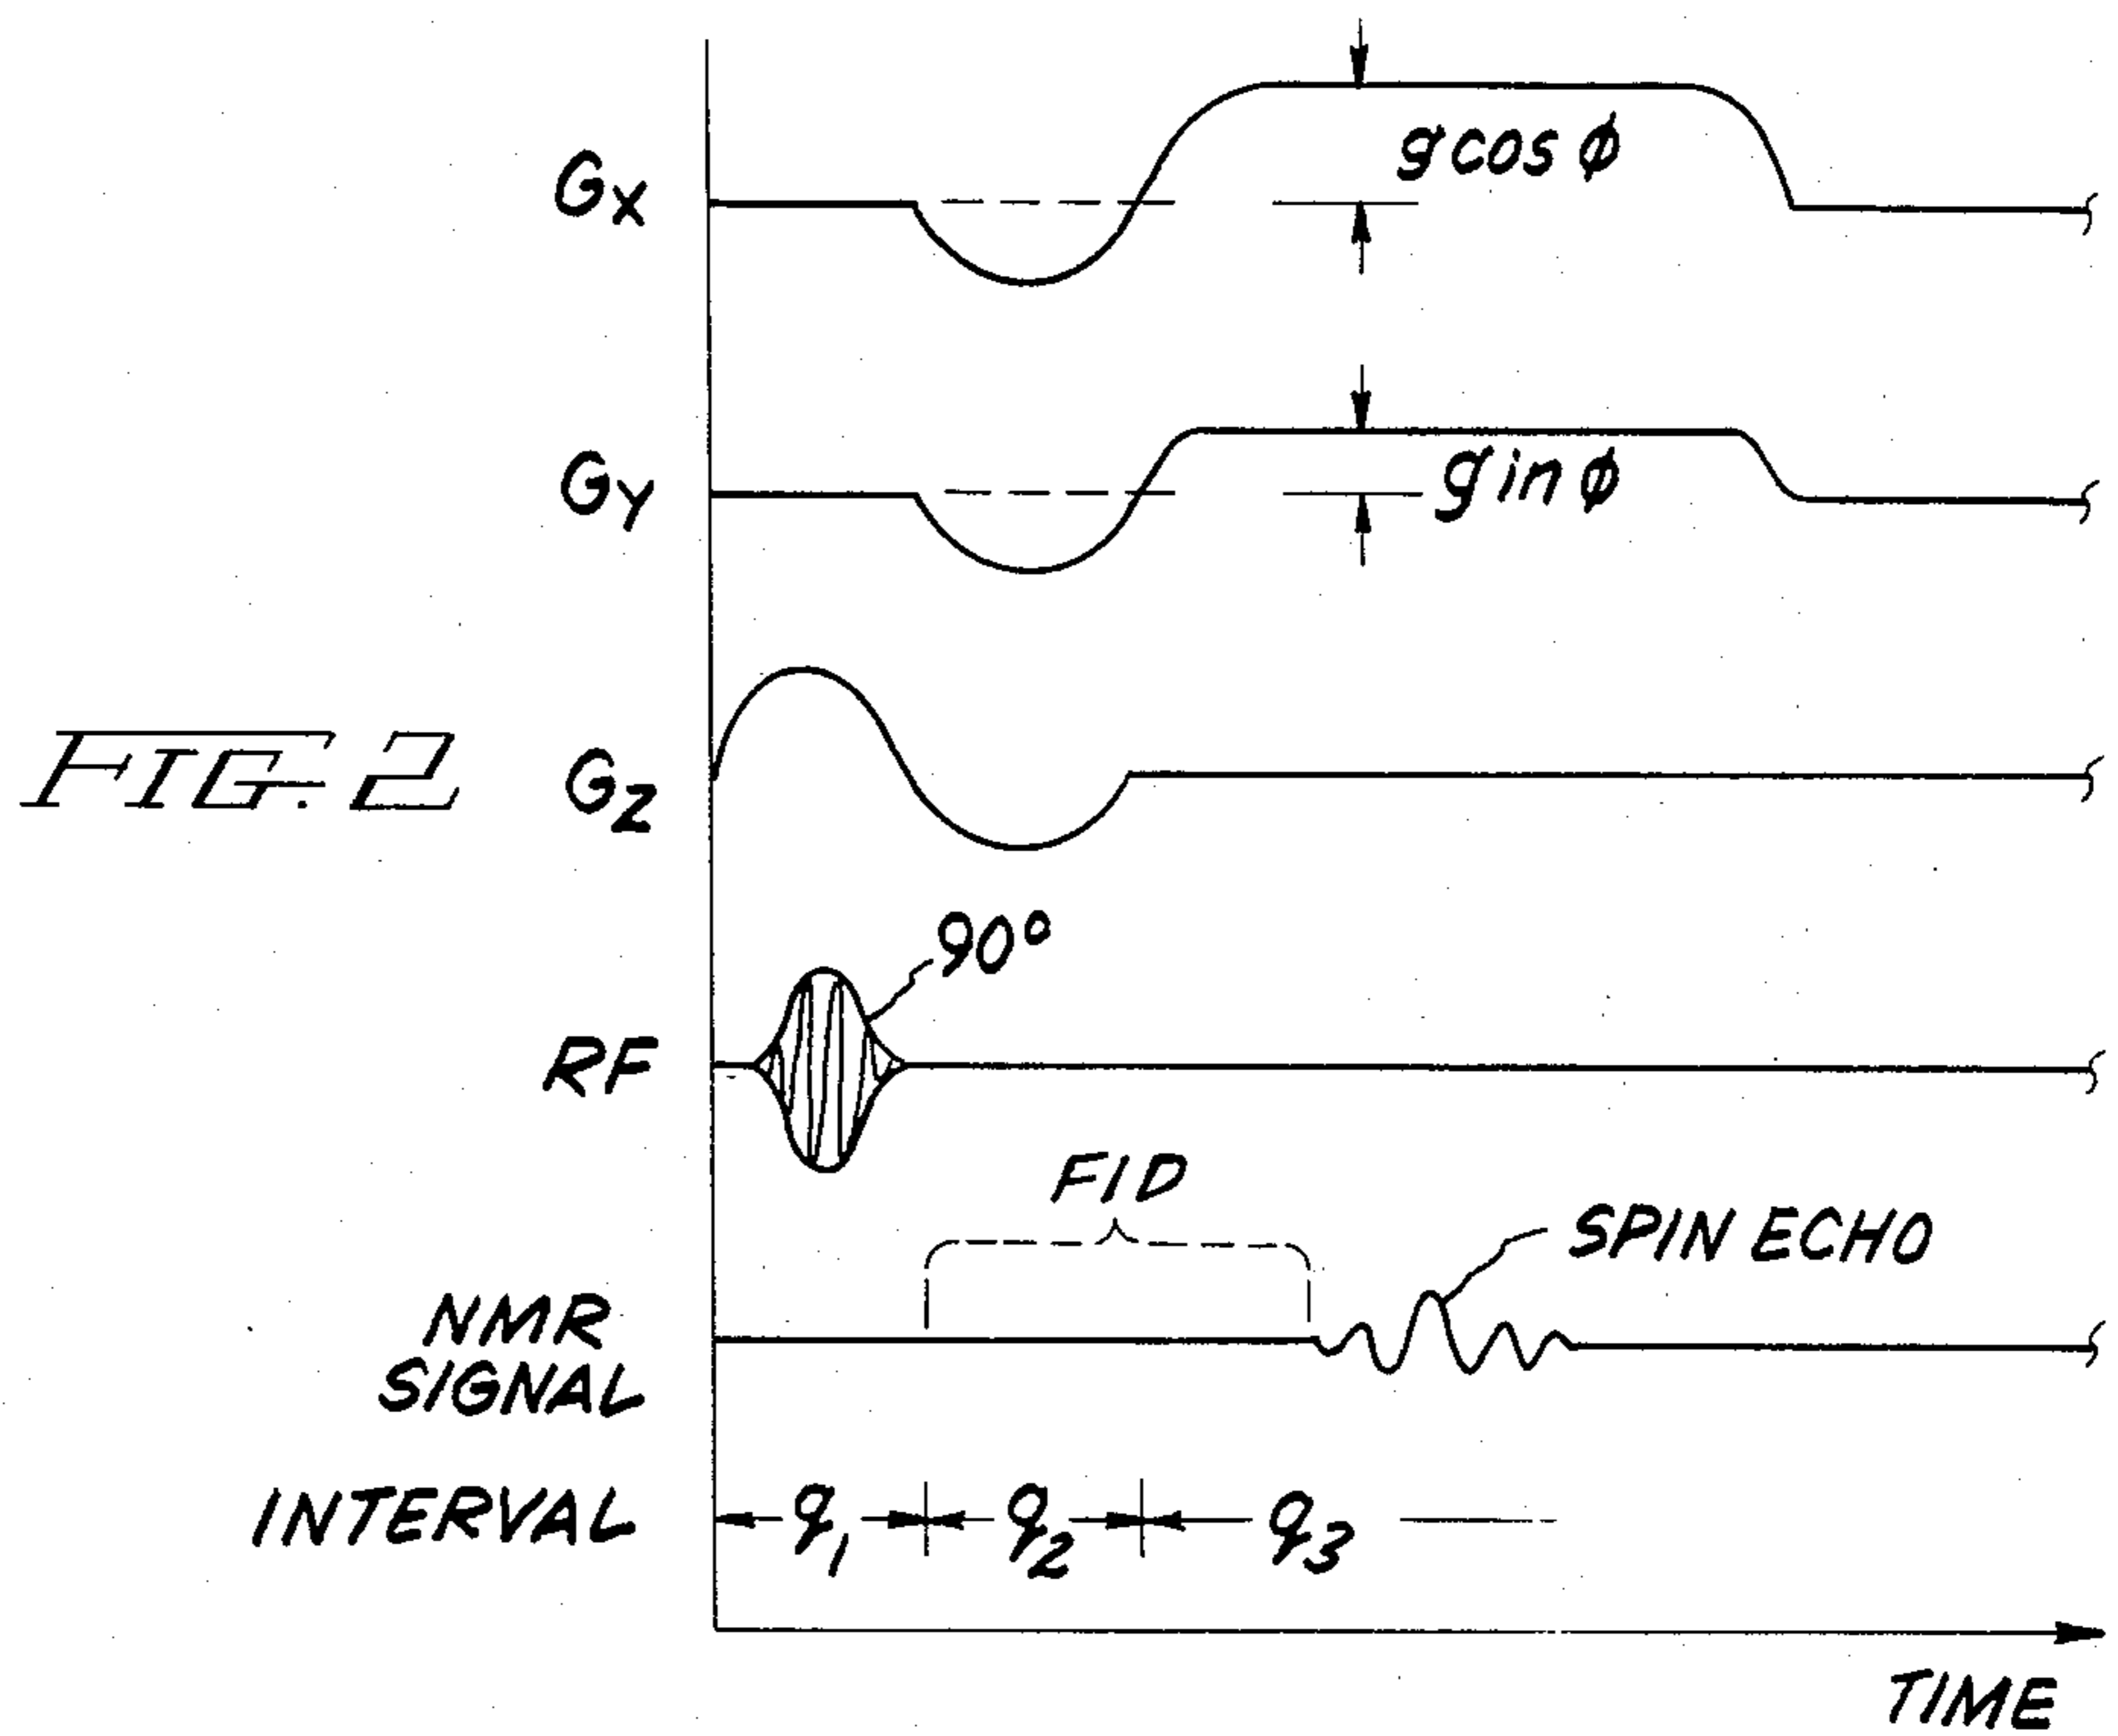 Gx
g cos ϕ
GY
g in ϕ
FIG. 2
GZ
90°
RF
FID
SPIN ECHO
NMR
SIGNAL
INTERVAL q1 q2 q3
TIME